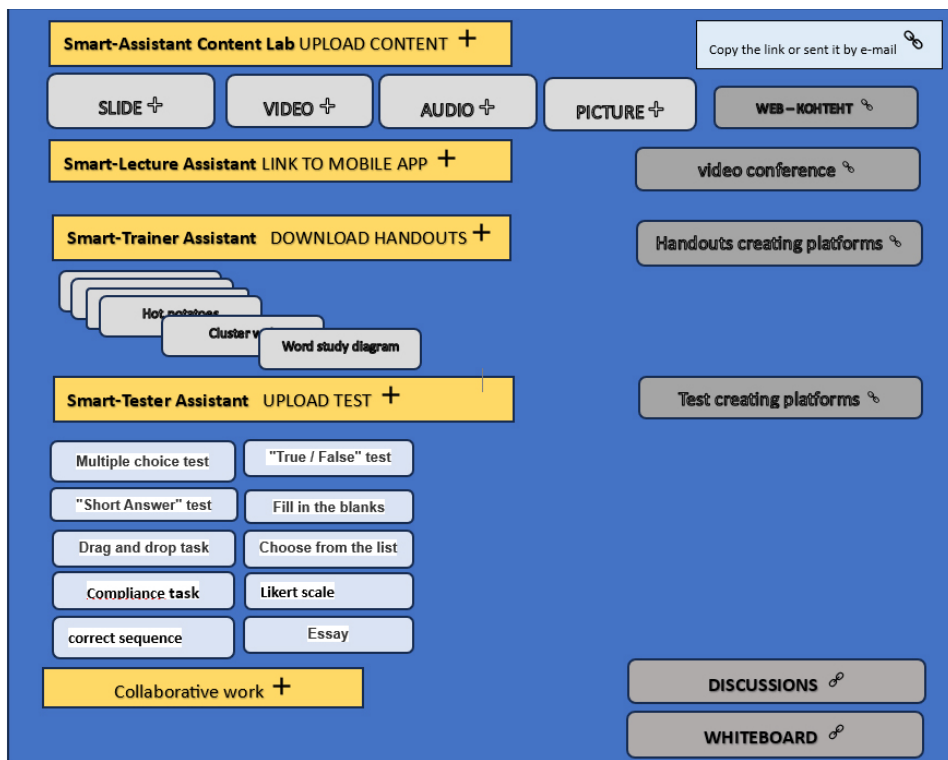 Smart-Assistant Content Lab UPLOAD CONTENT +
Copy the link or sent it by e-mail
SLIDE
VIDEO
AUDIO
PICTURE
WEB – КОНТЕНТ
Smart-Lecture Assistant LINK TO MOBILE APP +
video conference
Smart-Trainer Assistant DOWNLOAD HANDOUTS +
Handouts creating platforms
Hot potatoes
Cluster
Word study diagram
Smart-Tester Assistant UPLOAD TEST +
Test creating platforms
Multiple choice test
"True / False" test
"Short Answer" test
Fill in the blanks
Drag and drop task
Choose from the list
Compliance task
Likert scale
correct sequence
Essay
Collaborative work +
DISCUSSIONS
WHITEBOARD